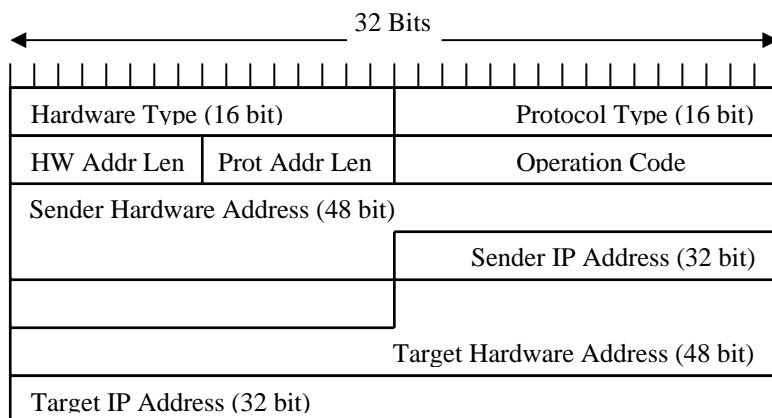 32 Bits
Hardware Type (16 bit) Protocol Type (16 bit)
HW Addr Len Prot Addr Len Operation Code
Sender Hardware Address (48 bit)
Sender IP Address (32 bit)
Target Hardware Address (48 bit)
Target IP Address (32 bit)